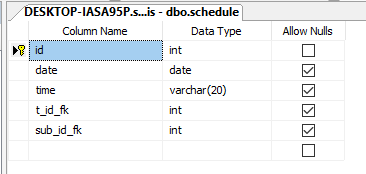 DESKTOP-IASA95P.s...is - dbo.schedule
Column Name Data Type Allow Nulls
id int
date date
time varchar(20)
t_id_fk int
sub_id_fk int